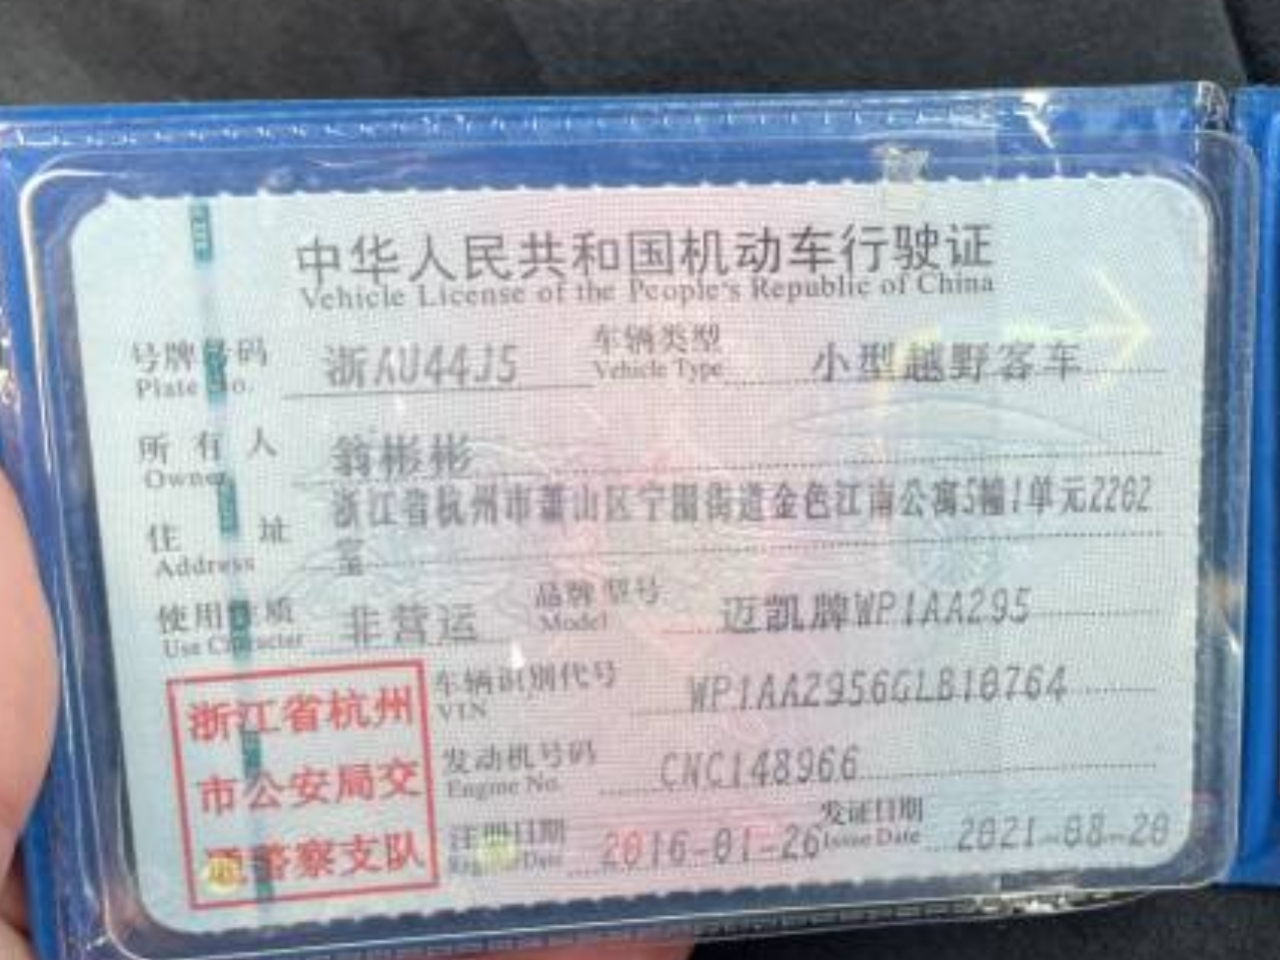 中华人民共和国机动车行驶证
Vehicle License of the People's Republic of China
号牌号码 浙AU44J5 车辆类型 小型越野客车
Plate No. Vehicle Type
所有人 翁彬彬
Owner
住址 浙江省杭州市萧山区宁围街道金色江南公寓5幢1单元2202
Address 室
使用性质 非营运 品牌型号 迈凯牌WP1AA295
Use Character Model
浙江省杭州 车辆识别代号 WP1AA2956GLB10764
VIN
市公安局交 发动机号码 CNC148966
Engine No.
通警察支队 注册日期 2016-01-26 发证日期 2021-08-20
Register Date Issue Date